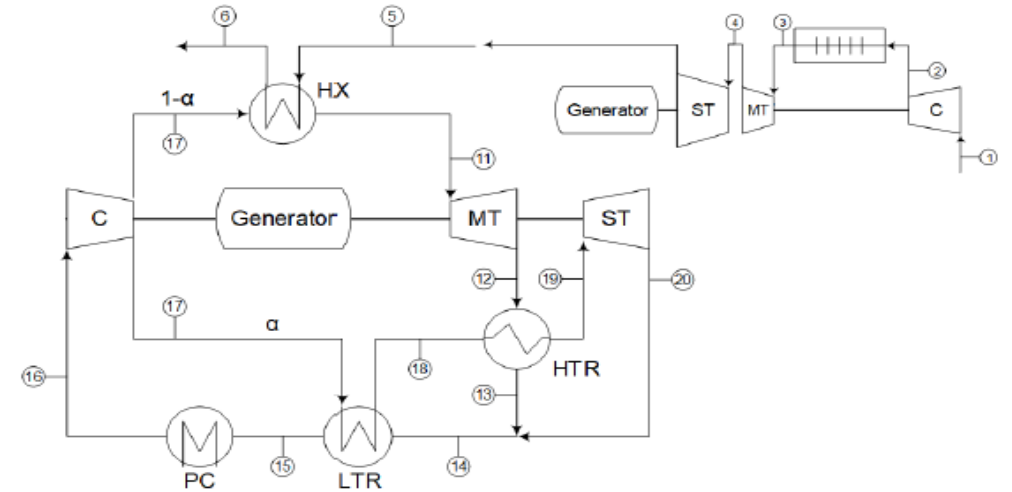 ⑥ ⑤ ④ ③
②
HX
1-α
Generator ST MT C
⑰
⑪ ①
C Generator MT ST
⑫ ⑲ ⑳
⑰
α
⑱ HTR
⑯ ⑬
⑮ ⑭
PC LTR